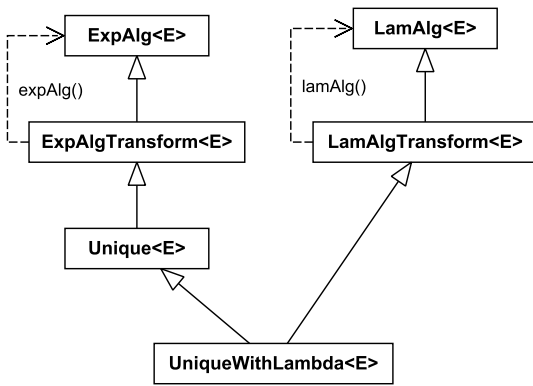 ExpAlg<E>
LamAlg<E>
expAlg()
lamAlg()
ExpAlgTransform<E>
LamAlgTransform<E>
Unique<E>
UniqueWithLambda<E>